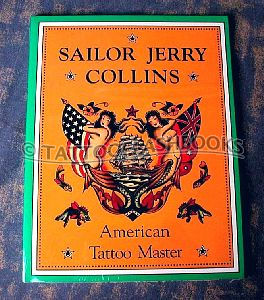 SAILOR JERRY
COLLINS
© TATTOOFLASHBOOKS
American
Tattoo Master